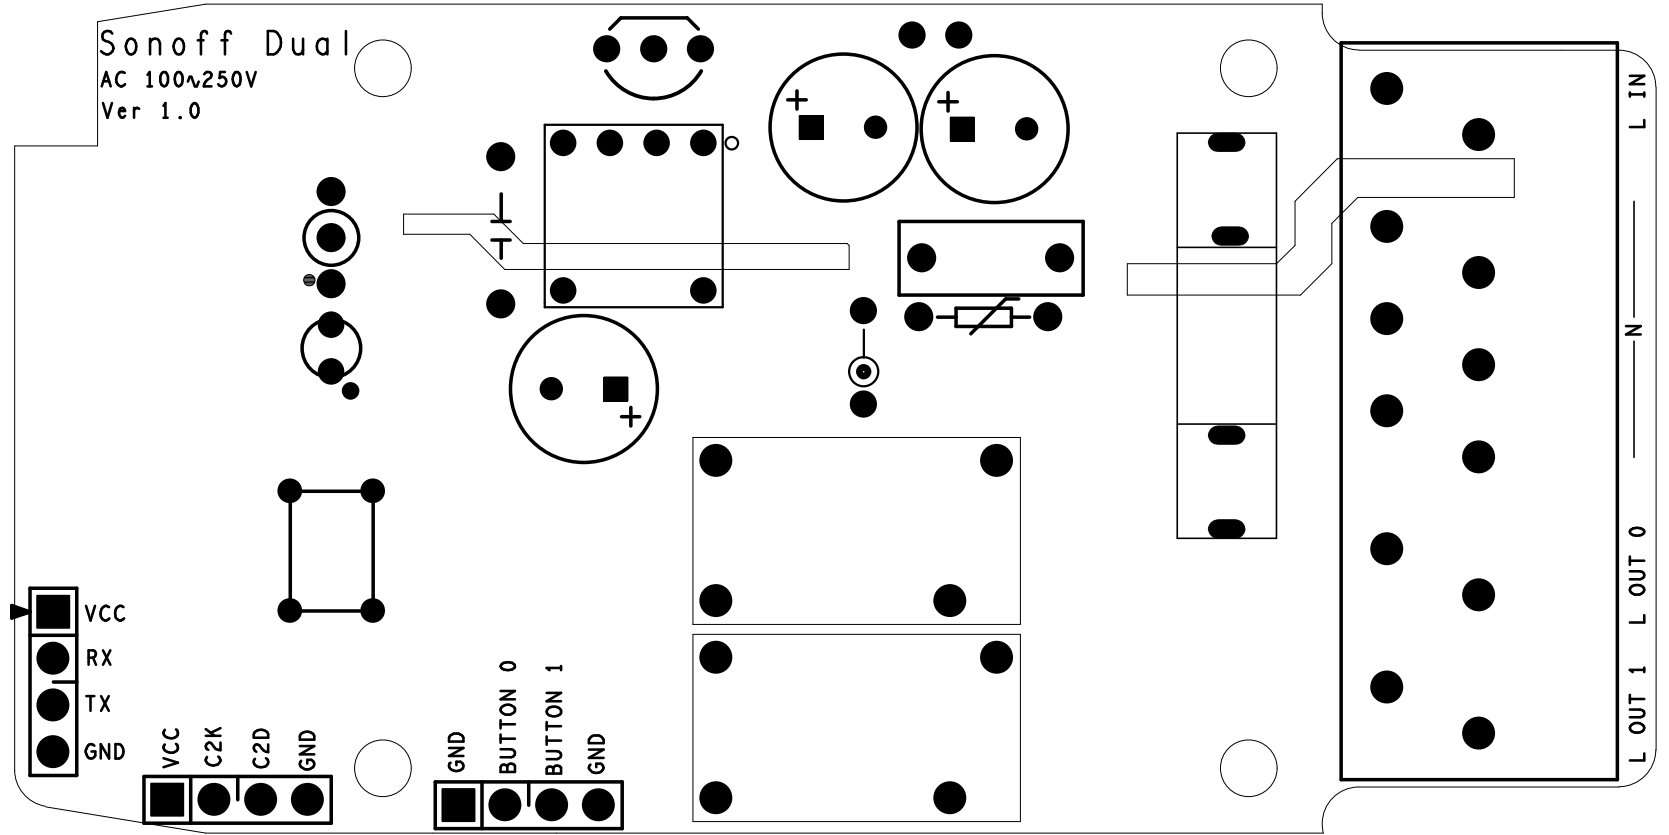 Sonoff Dual
AC 100~250V
Ver 1.0
L IN
N
L OUT 0
L OUT 1
VCC
RX
TX
GND
VCC
C2K
C2D
GND
GND
BUTTON 0
BUTTON 1
GND